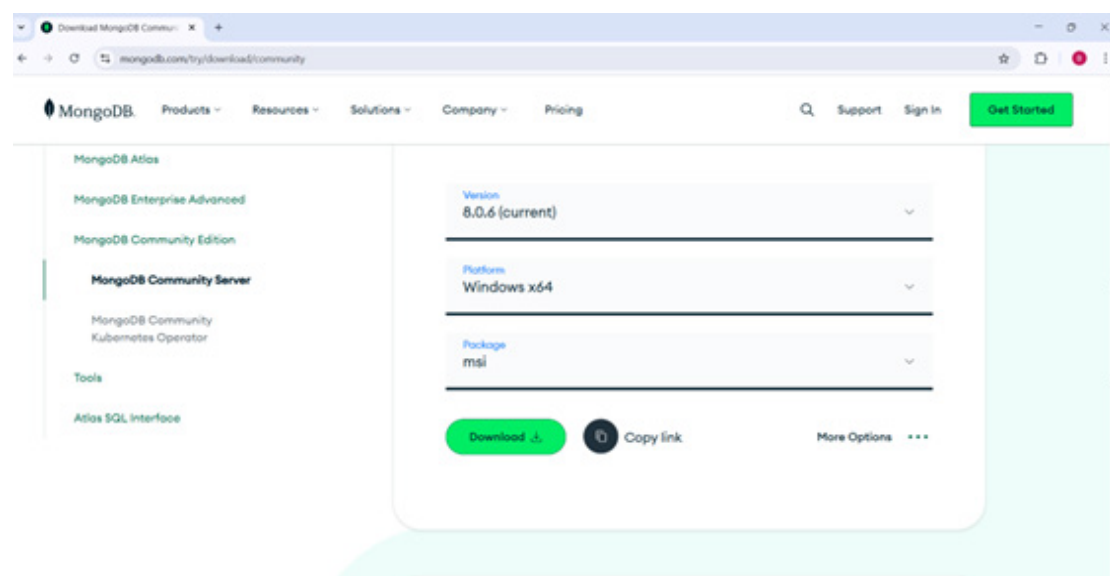 Download MongoDB Commun
mongodb.com/try/download/community
MongoDB. Products Resources Solutions Company Pricing Support Sign In Get Started
MongoDB Atlas
MongoDB Enterprise Advanced
MongoDB Community Edition
MongoDB Community Server
MongoDB Community
Kubernetes Operator
Tools
Atlas SQL Interface
Version
8.0.6 (current)
Platform
Windows x64
Package
msi
Download Copy link More Options